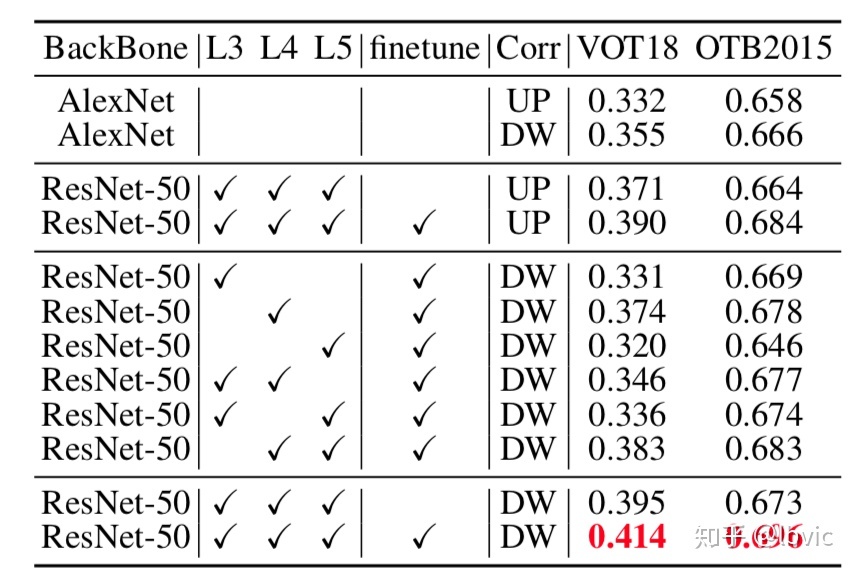 BackBone L3 L4 L5 finetune Corr VOT18 OTB2015
AlexNet UP 0.332 0.658
AlexNet DW 0.355 0.666
ResNet-50 ✓ ✓ ✓ UP 0.371 0.664
ResNet-50 ✓ ✓ ✓ ✓ UP 0.390 0.684
ResNet-50 ✓ ✓ DW 0.331 0.669
ResNet-50 ✓ ✓ DW 0.374 0.678
ResNet-50 ✓ ✓ DW 0.320 0.646
ResNet-50 ✓ ✓ ✓ DW 0.346 0.677
ResNet-50 ✓ ✓ ✓ DW 0.336 0.674
ResNet-50 ✓ ✓ ✓ DW 0.383 0.683
ResNet-50 ✓ ✓ ✓ DW 0.395 0.673
ResNet-50 ✓ ✓ ✓ ✓ DW 0.414
知乎